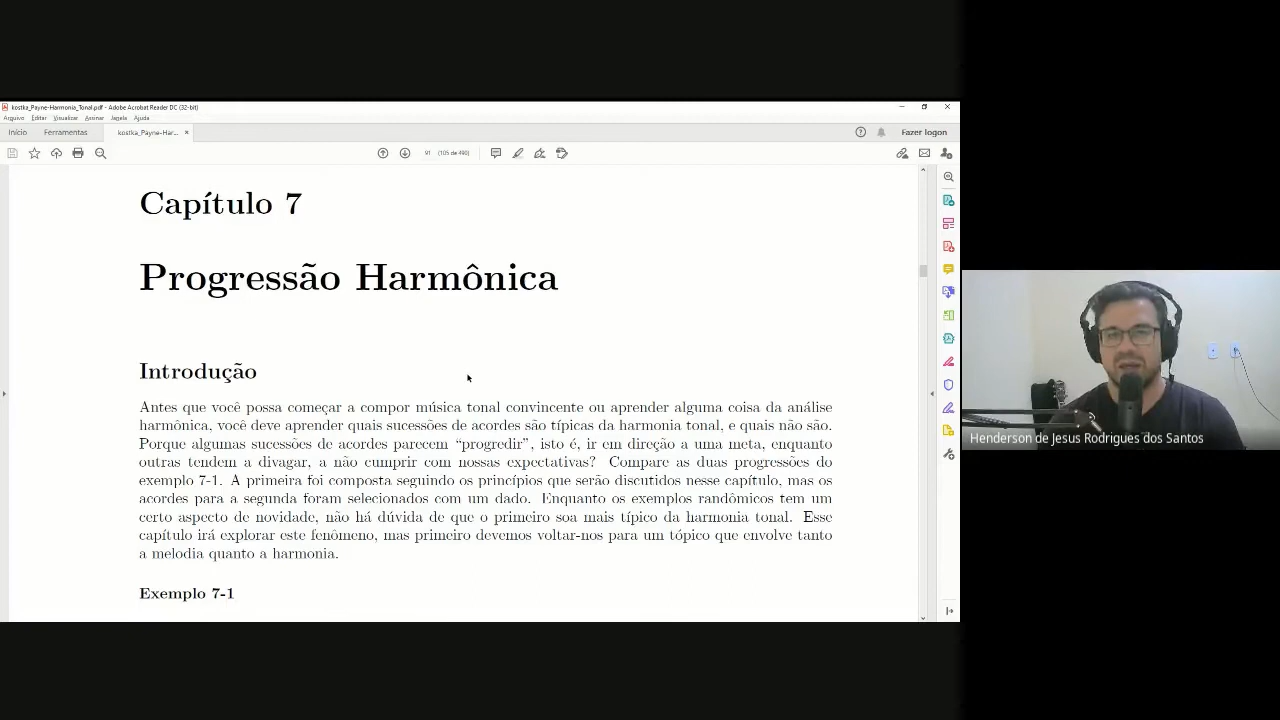 kostka_Payne-Harmonia_Tonal.pdf - Adobe Acrobat Reader DC (32-bit)
Arquivo Editar Visualizar Assinar Janela Ajuda
Início Ferramentas kostka_Payne-Har... × Fazer logon
91 (105 de 490)
Capítulo 7
Progressão Harmônica
Introdução
Antes que você possa começar a compor música tonal convincente ou aprender alguma coisa da análise
harmônica, você deve aprender quais sucessões de acordes são típicas da harmonia tonal, e quais não são.
Porque algumas sucessões de acordes parecem “progredir”, isto é, ir em direção a uma meta, enquanto
outras tendem a divagar, a não cumprir com nossas expectativas? Compare as duas progressões do
exemplo 7-1. A primeira foi composta seguindo os princípios que serão discutidos nesse capítulo, mas os
acordes para a segunda foram selecionados com um dado. Enquanto os exemplos randômicos tem um
certo aspecto de novidade, não há dúvida de que o primeiro soa mais típico da harmonia tonal. Esse
capítulo irá explorar este fenômeno, mas primeiro devemos voltar-nos para um tópico que envolve tanto
a melodia quanto a harmonia.
Exemplo 7-1
Henderson de Jesus Rodrigues dos Santos